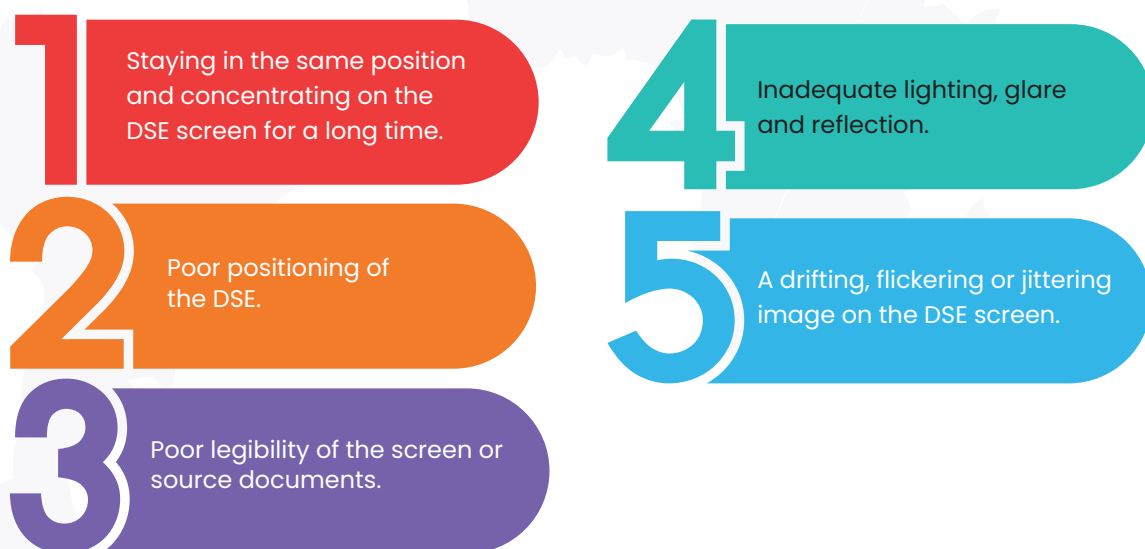 1
Staying in the same position
and concentrating on the
DSE screen for a long time.
2
Poor positioning of
the DSE.
3
Poor legibility of the screen or
source documents.
4
Inadequate lighting, glare
and reflection.
5
A drifting, flickering or jittering
image on the DSE screen.